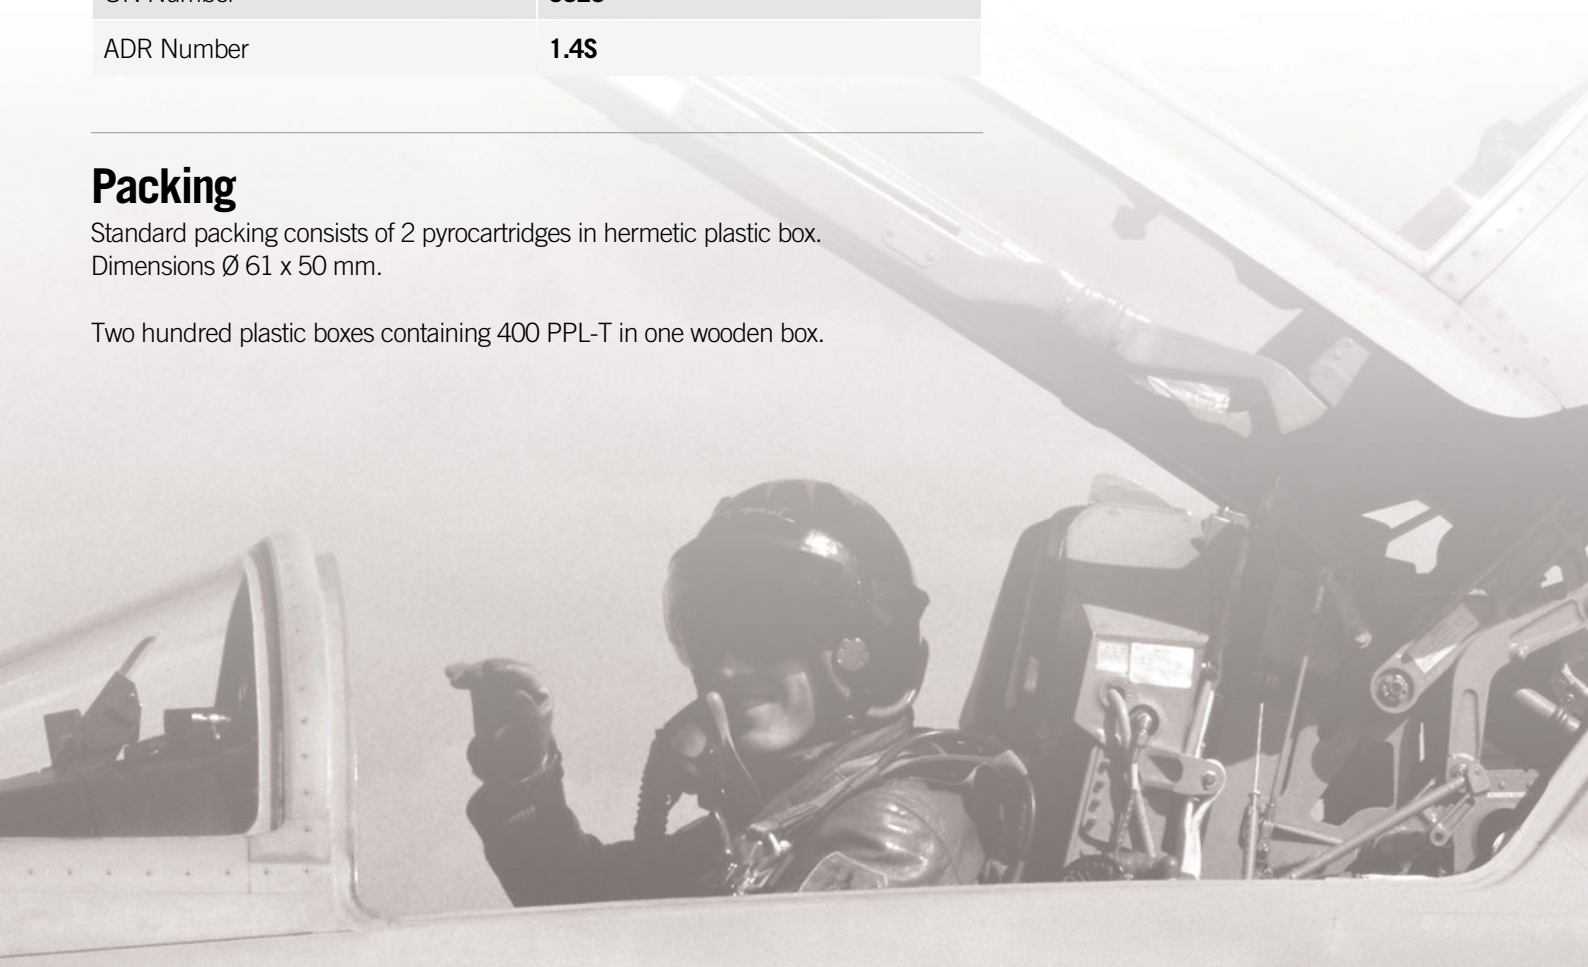 ADR Number 1.4S
Packing
Standard packing consists of 2 pyrocartridges in hermetic plastic box.
Dimensions Ø 61 x 50 mm.
Two hundred plastic boxes containing 400 PPL-T in one wooden box.